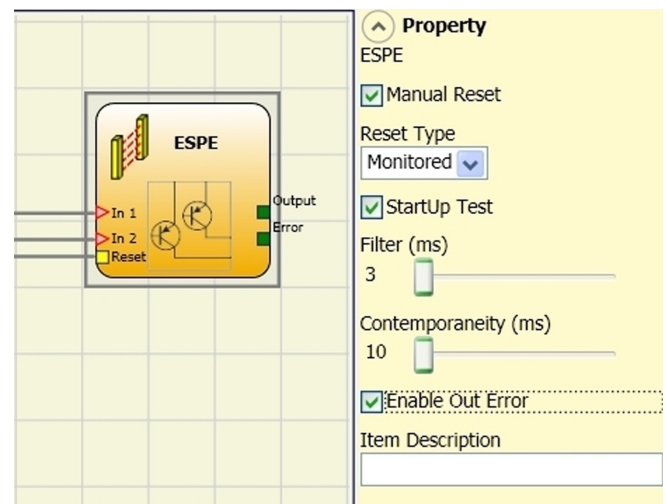 ESPE
In 1
In 2
Reset
Output
Error
Property
ESPE
Manual Reset
Reset Type
Monitored
StartUp Test
Filter (ms)
3
Contemporaneity (ms)
10
Enable Out Error
Item Description